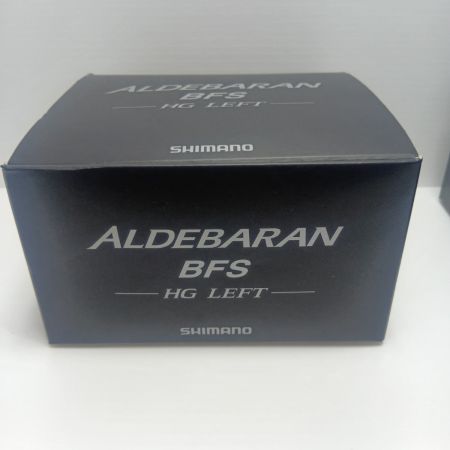 ALDEBARAN
BFS
HG LEFT
SHIMANO
ALDEBARAN
BFS
HG LEFT
SHIMANO